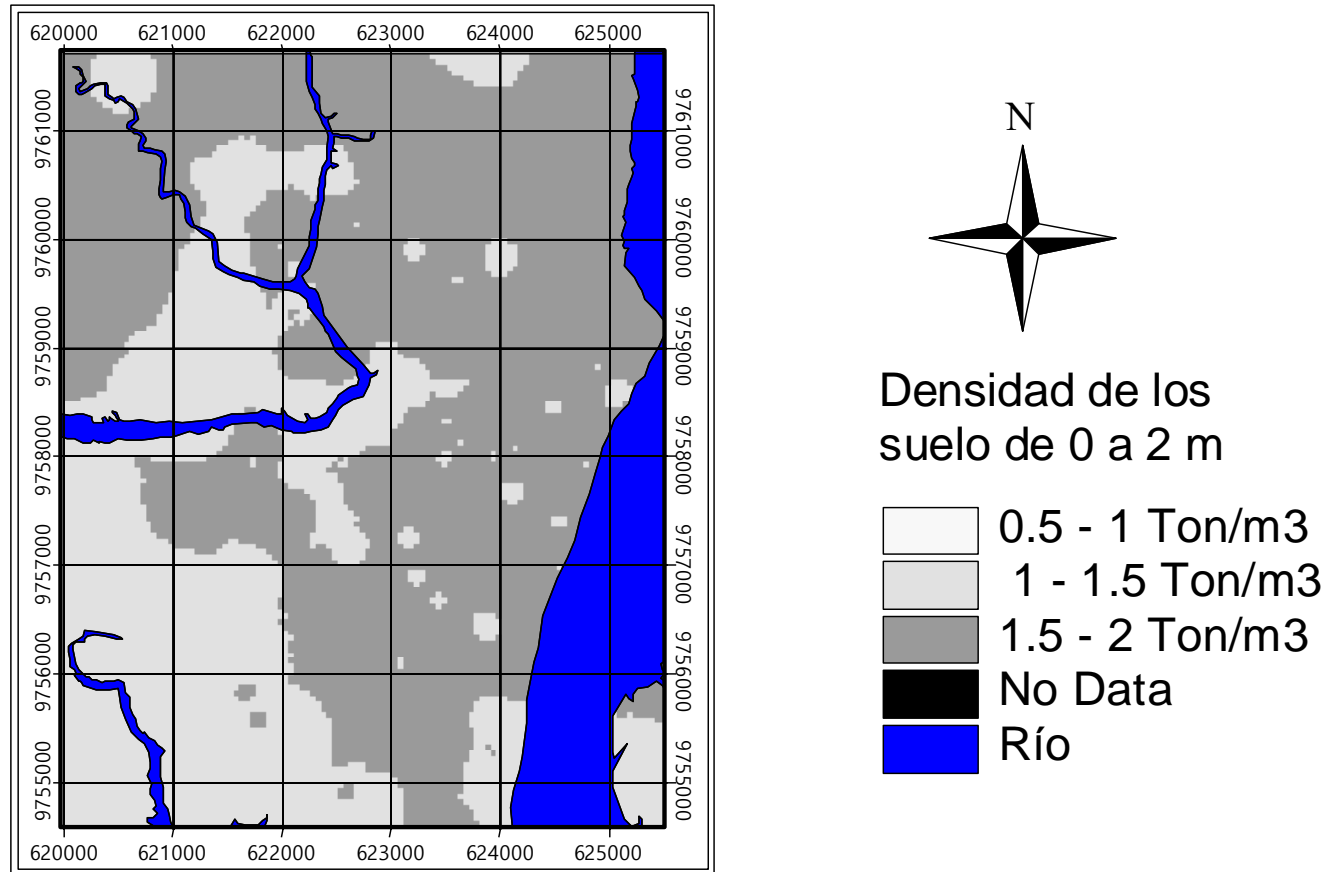 620000 621000 622000 623000 624000 625000
9761000
9760000
9759000
9758000
9757000
9756000
9755000
9761000
9760000
9759000
9758000
9757000
9756000
9755000
620000 621000 622000 623000 624000 625000
N
Densidad de los
suelo de 0 a 2 m
0.5 - 1 Ton/m3
1 - 1.5 Ton/m3
1.5 - 2 Ton/m3
No Data
Río